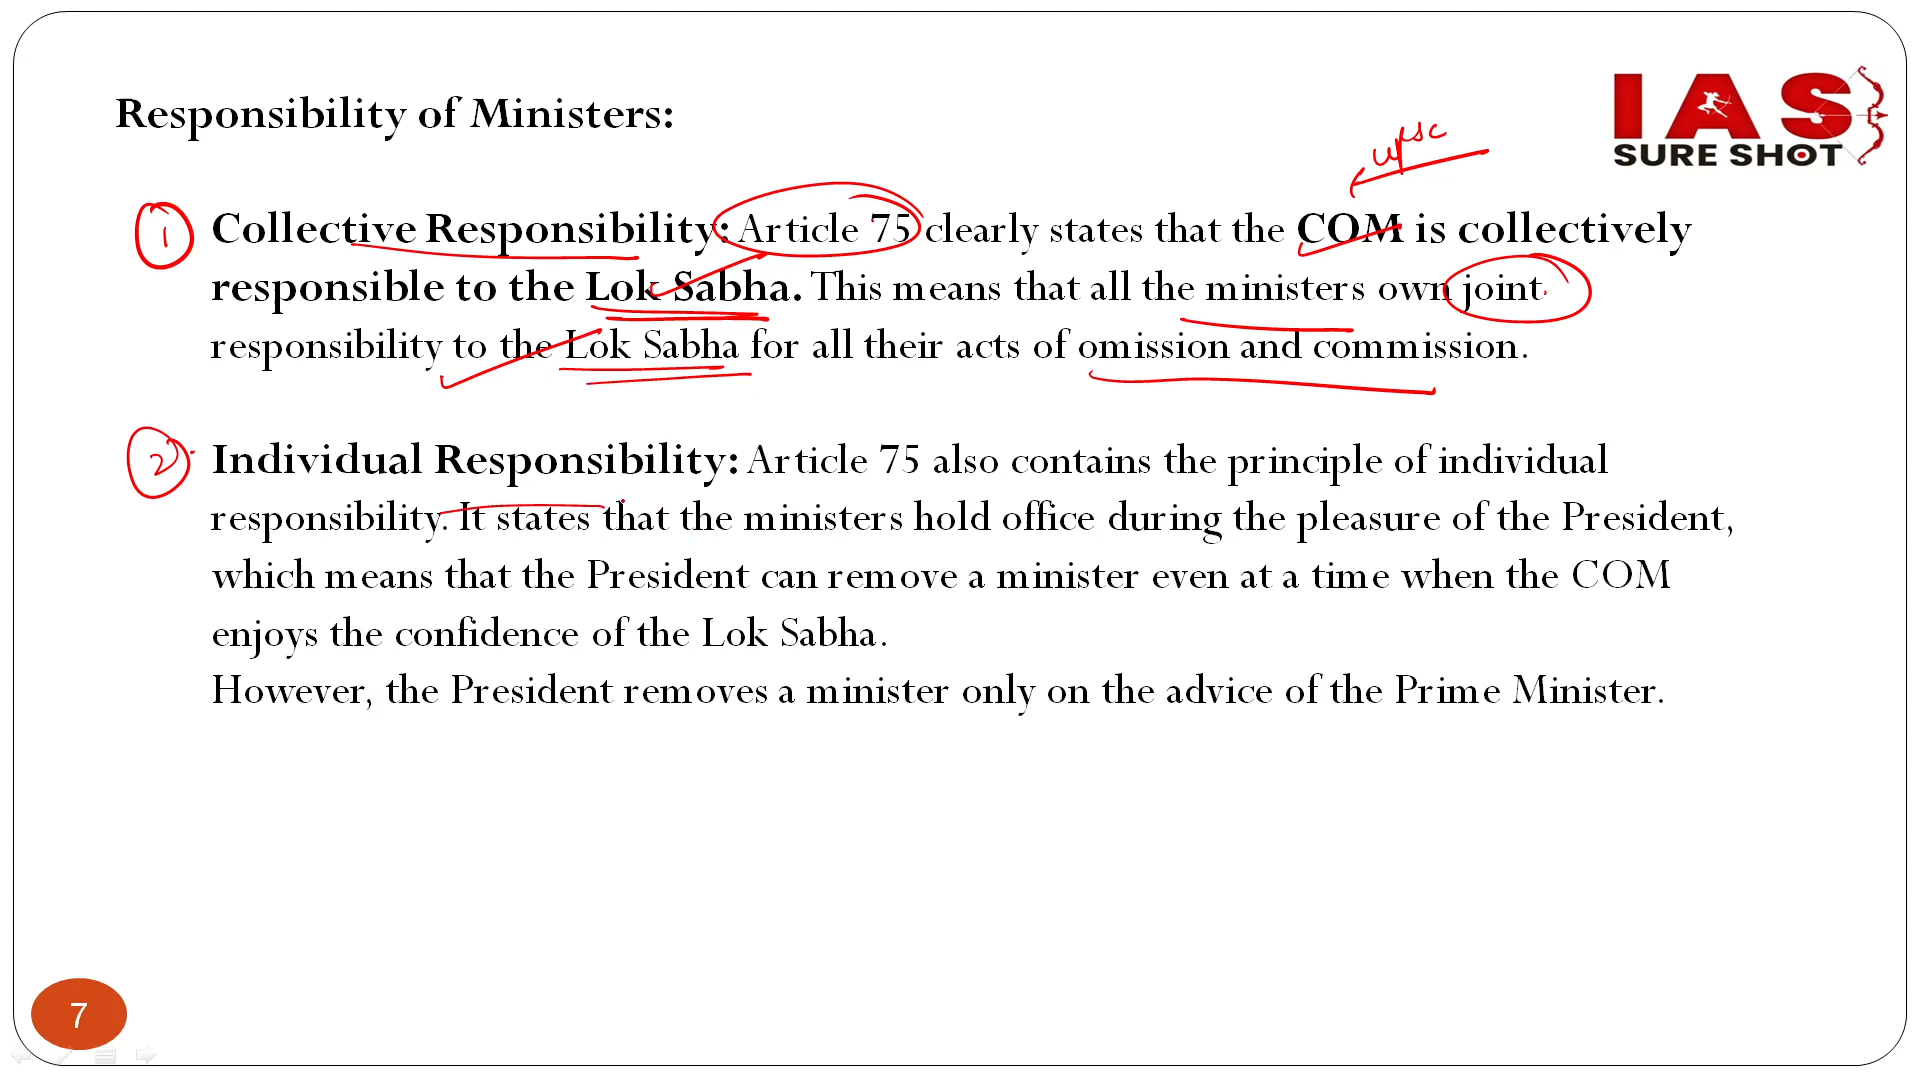 Responsibility of Ministers:
IAS
SURE SHOT
upsc
1 Collective Responsibility: Article 75 clearly states that the COM is collectively
responsible to the Lok Sabha. This means that all the ministers own joint
responsibility to the Lok Sabha for all their acts of omission and commission.
2 Individual Responsibility: Article 75 also contains the principle of individual
responsibility. It states that the ministers hold office during the pleasure of the President,
which means that the President can remove a minister even at a time when the COM
enjoys the confidence of the Lok Sabha.
However, the President removes a minister only on the advice of the Prime Minister.
7